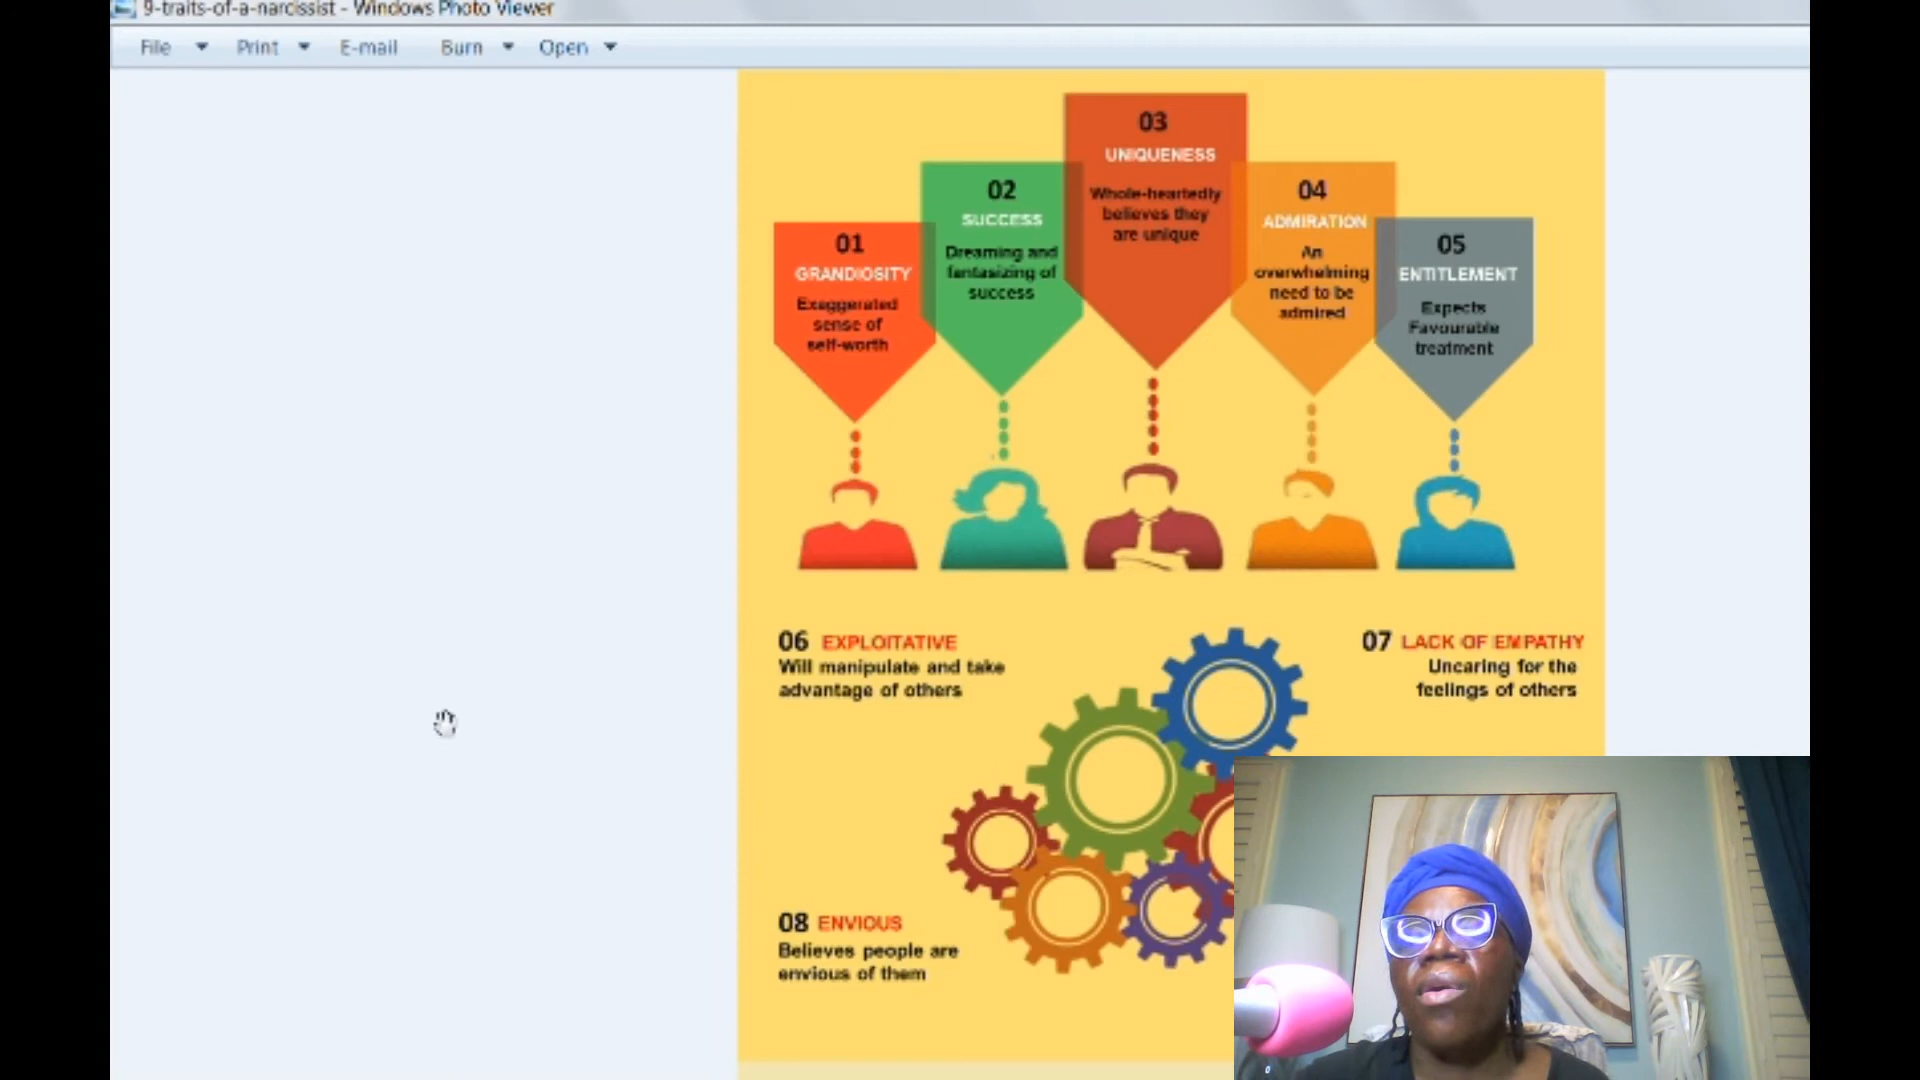 9-traits-of-a-narcissist - Windows Photo Viewer
File Print E-mail Burn Open
01
GRANDIOSITY
Exaggerated
sense of
self-worth
02
SUCCESS
Dreaming and
fantasizing of
success
03
UNIQUENESS
Whole-heartedly
believes they
are unique
04
ADMIRATION
An
overwhelming
need to be
admired
05
ENTITLEMENT
Expects
Favourable
treatment
06 EXPLOITATIVE
Will manipulate and take
advantage of others
07 LACK OF EMPATHY
Uncaring for the
feelings of others
08 ENVIOUS
Believes people are
envious of them